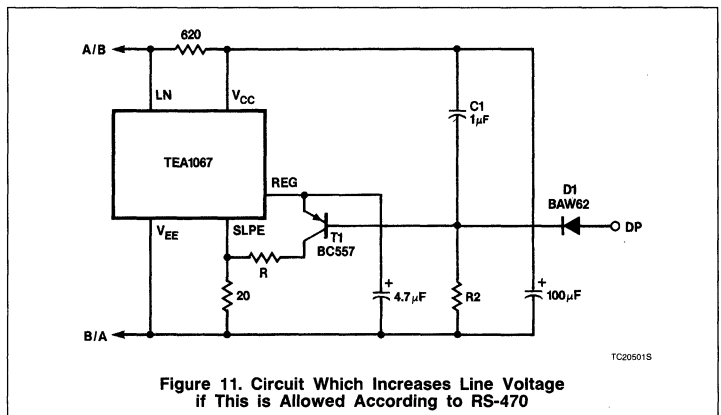 620
A/B
LN
VCC
C1
1μF
TEA1067
REG
D1
BAW62
DP
VEE
SLPE
T1
BC557
R
20
4.7μF
R2
100μF
+
+
B/A
TC20501S
Figure 11. Circuit Which Increases Line Voltage
if This is Allowed According to RS-470